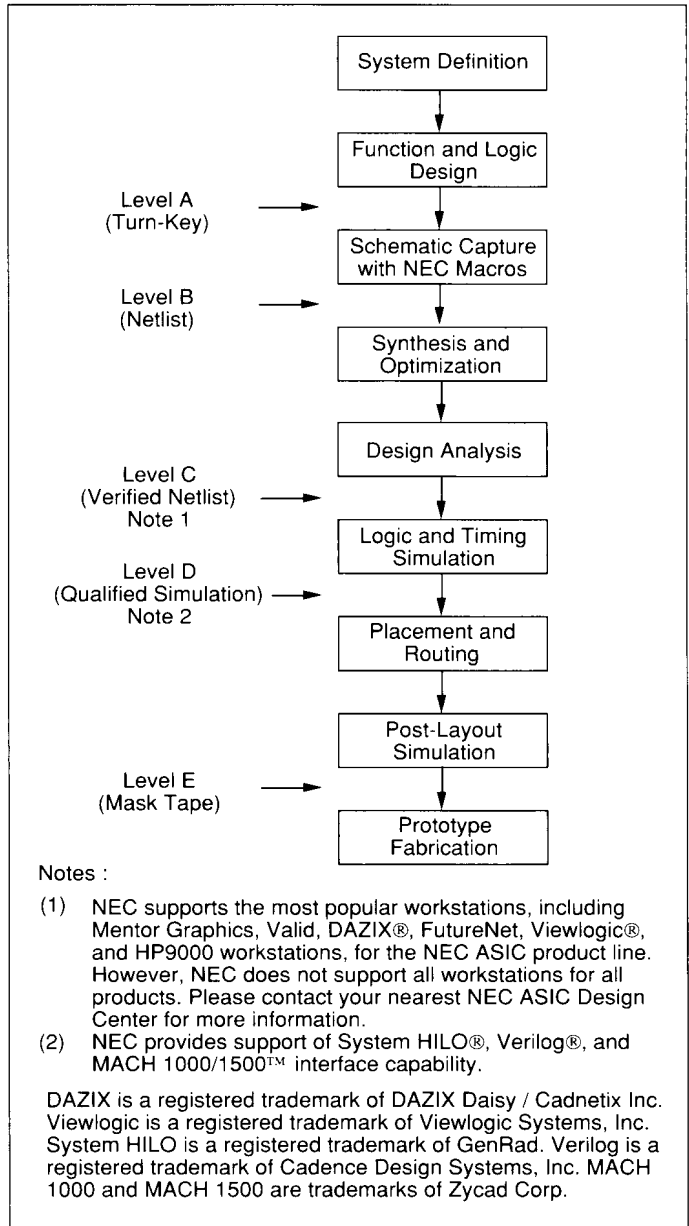 System Definition
Function and Logic
Design
Level A
(Turn-Key)
Schematic Capture
with NEC Macros
Level B
(Netlist)
Synthesis and
Optimization
Design Analysis
Level C
(Verified Netlist)
Note 1
Logic and Timing
Simulation
Level D
(Qualified Simulation)
Note 2
Placement and
Routing
Post-Layout
Simulation
Level E
(Mask Tape)
Prototype
Fabrication
Notes :
(1) NEC supports the most popular workstations, including
Mentor Graphics, Valid, DAZIX®, FutureNet, Viewlogic®,
and HP9000 workstations, for the NEC ASIC product line.
However, NEC does not support all workstations for all
products. Please contact your nearest NEC ASIC Design
Center for more information.
(2) NEC provides support of System HILO®, Verilog®, and
MACH 1000/1500™ interface capability.
DAZIX is a registered trademark of DAZIX Daisy / Cadnetix Inc.
Viewlogic is a registered trademark of Viewlogic Systems, Inc.
System HILO is a registered trademark of GenRad. Verilog is a
registered trademark of Cadence Design Systems, Inc. MACH
1000 and MACH 1500 are trademarks of Zycad Corp.